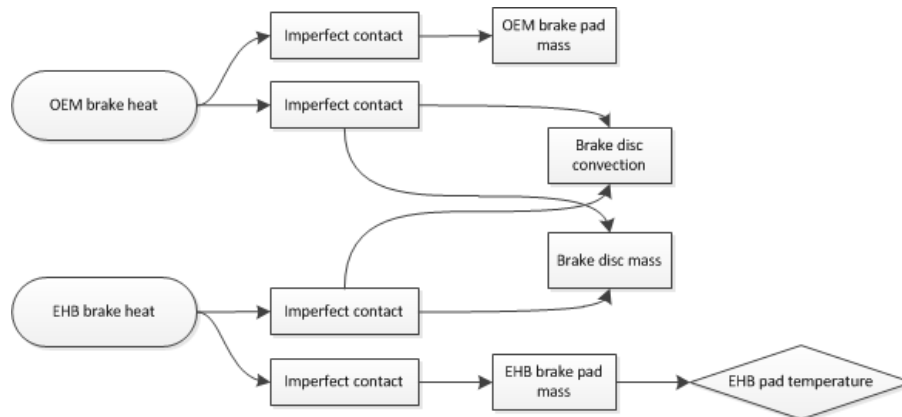 Imperfect contact
OEM brake pad
mass
OEM brake heat
Imperfect contact
Brake disc
convection
Brake disc mass
EHB brake heat
Imperfect contact
Imperfect contact
EHB brake pad
mass
EHB pad temperature